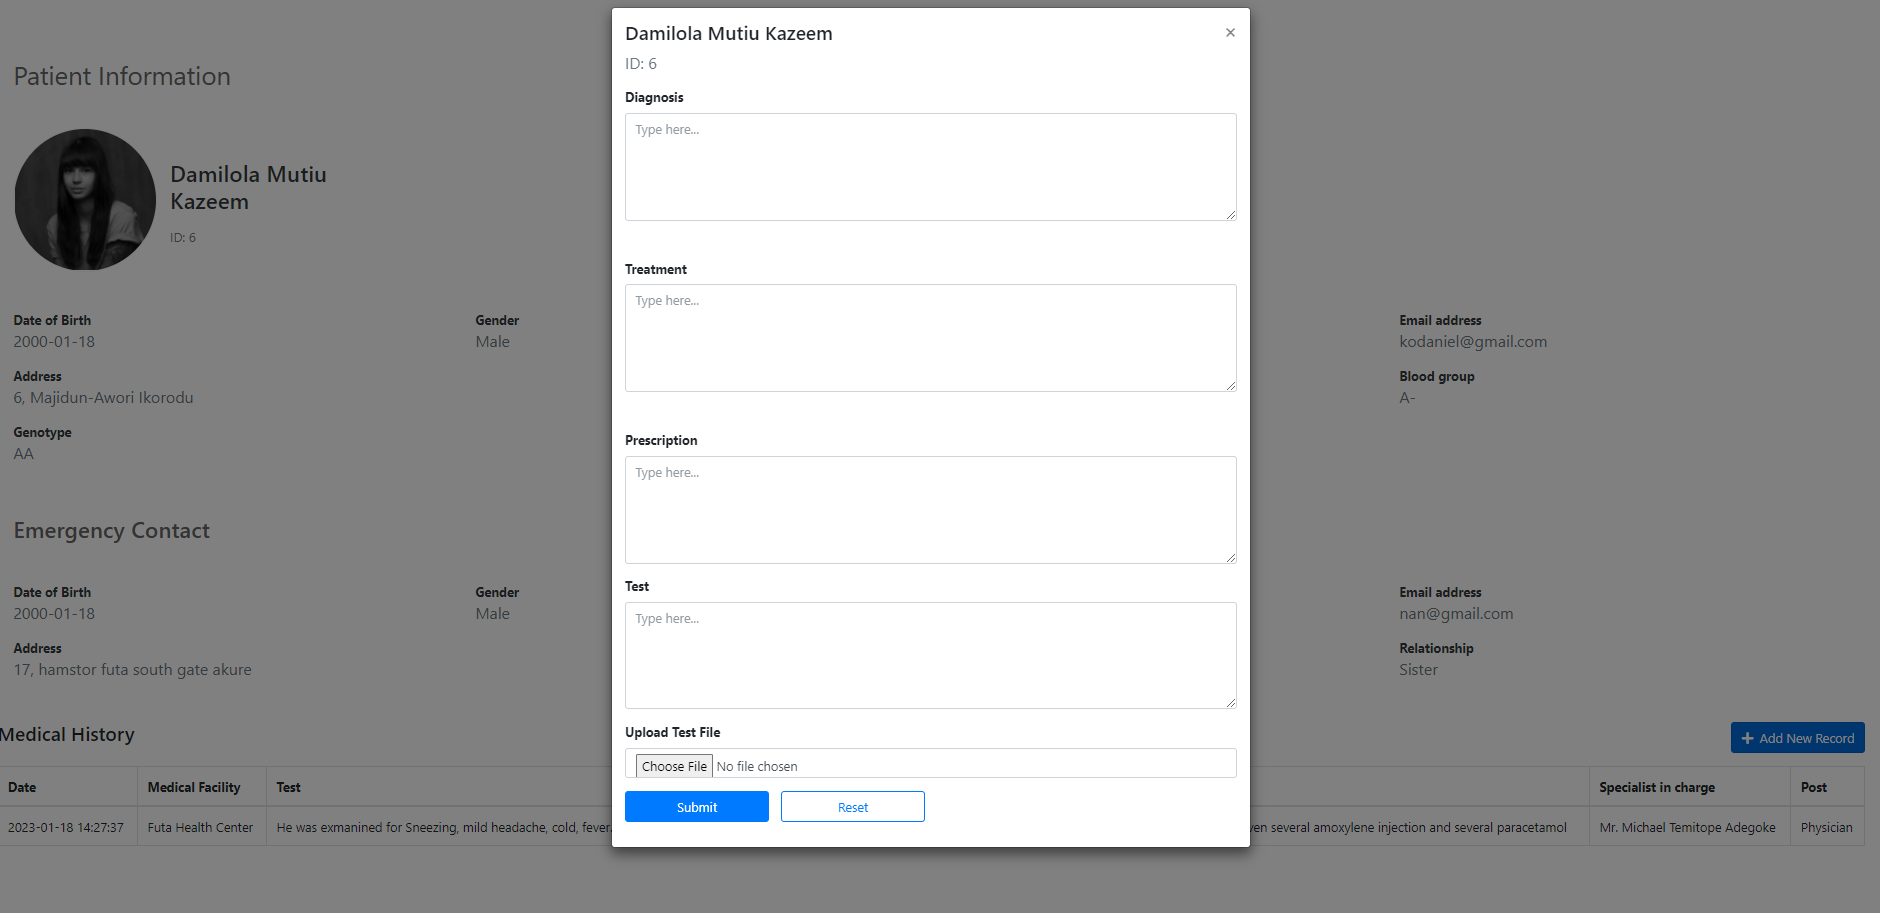 Damilola Mutiu Kazeem
×
ID: 6
Diagnosis
Type here...
Treatment
Type here...
Prescription
Type here...
Test
Type here...
Upload Test File
Choose File No file chosen
Submit
Reset
Patient Information
Damilola Mutiu
Kazeem
ID: 6
Date of Birth
2000-01-18
Gender
Male
Email address
kodaniel@gmail.com
Address
6, Majidun-Awori Ikorodu
Blood group
A-
Genotype
AA
Emergency Contact
Date of Birth
2000-01-18
Gender
Male
Email address
nan@gmail.com
Address
17, hamstor futa south gate akure
Relationship
Sister
Medical History
Add New Record
Date Medical Facility Test Specialist in charge Post
2023-01-18 14:27:37 Futa Health Center He was exmanined for Sneezing, mild headache, cold, fever. several amoxylene injection and several paracetamol Mr. Michael Temitope Adegoke Physician